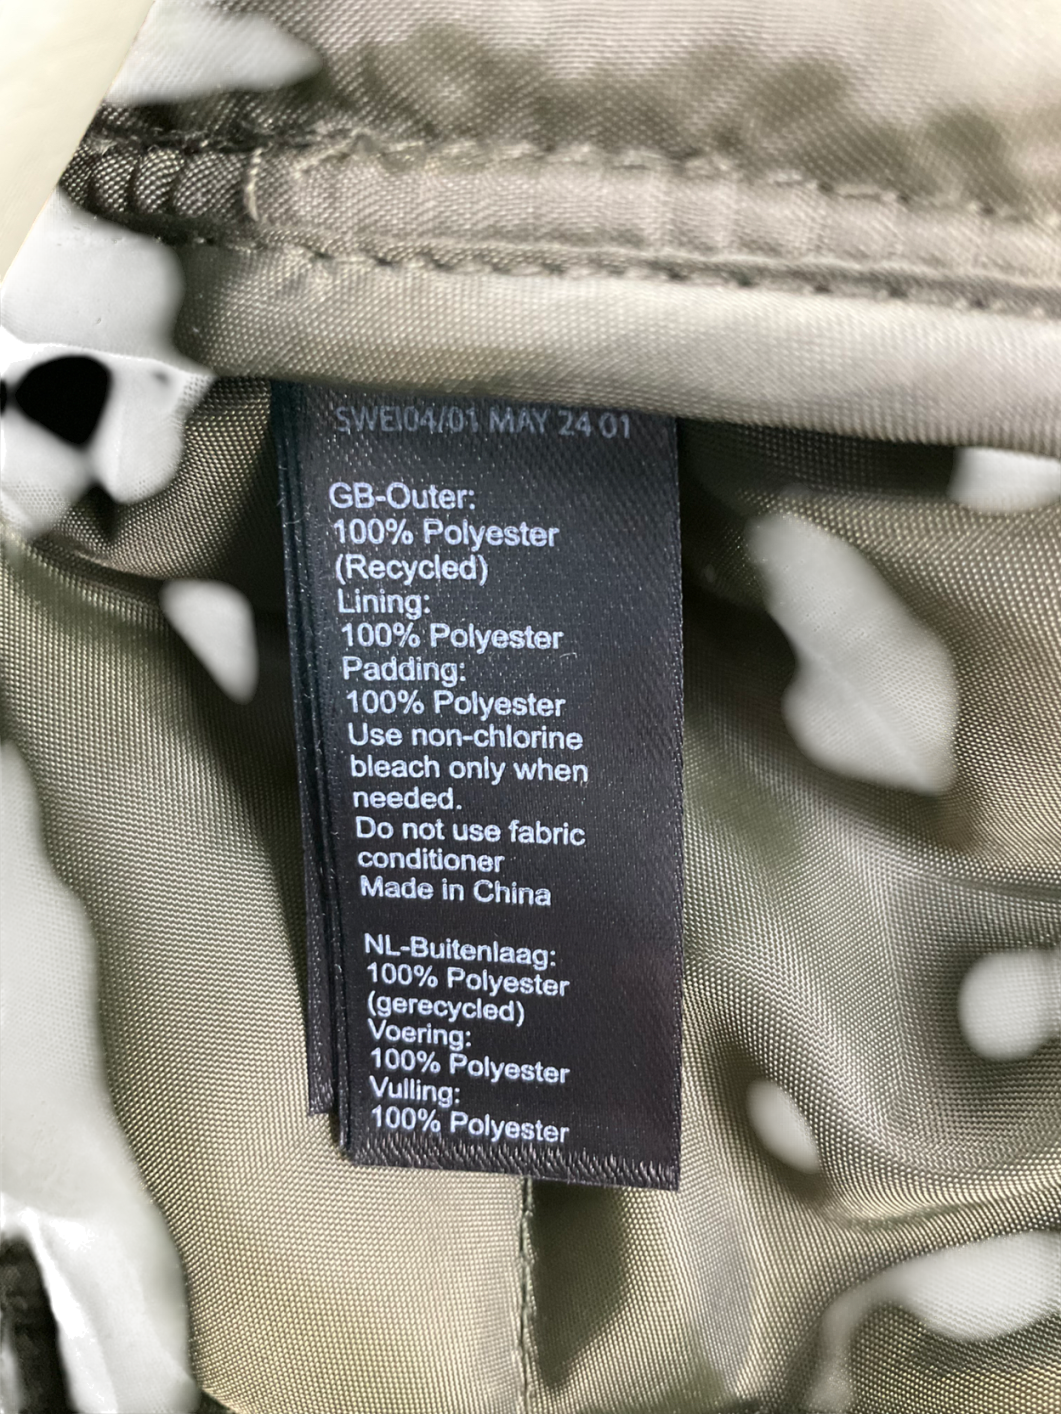 SWEI04/01 MAY 24 01
GB-Outer:
100% Polyester
(Recycled)
Lining:
100% Polyester
Padding:
100% Polyester
Use non-chlorine
bleach only when
needed.
Do not use fabric
conditioner
Made in China
NL-Buitenlaag:
100% Polyester
(gerecycled)
Voering:
100% Polyester
Vulling:
100% Polyester